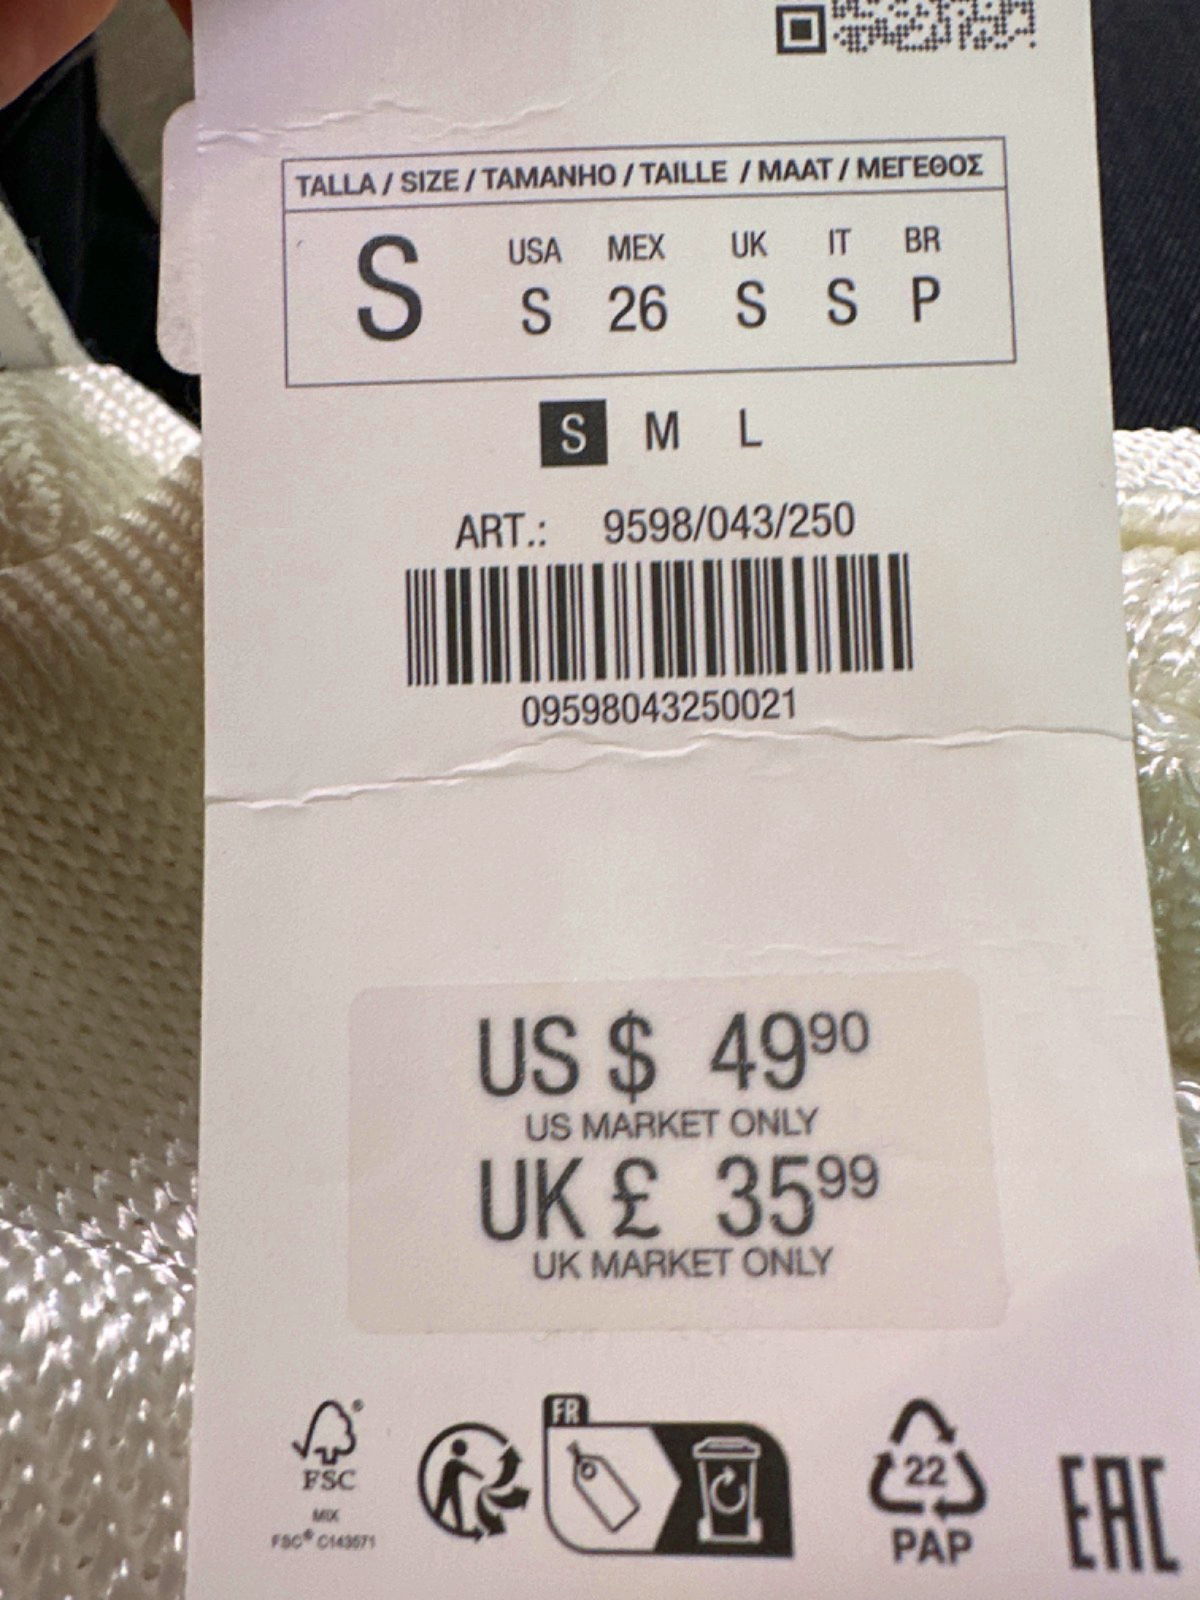 TALLA / SIZE / TAMANHO / TAILLE / MAAT / ΜΕΓΕΘΟΣ
S
USA MEX UK IT BR
S 26 S S P
S M L
ART.: 9598/043/250
09598043250021
US $ 49⁹⁰
US MARKET ONLY
UK £ 35⁹⁹
UK MARKET ONLY
FR
FSC®
MIX
FSC® C143571
22
PAP
EAC